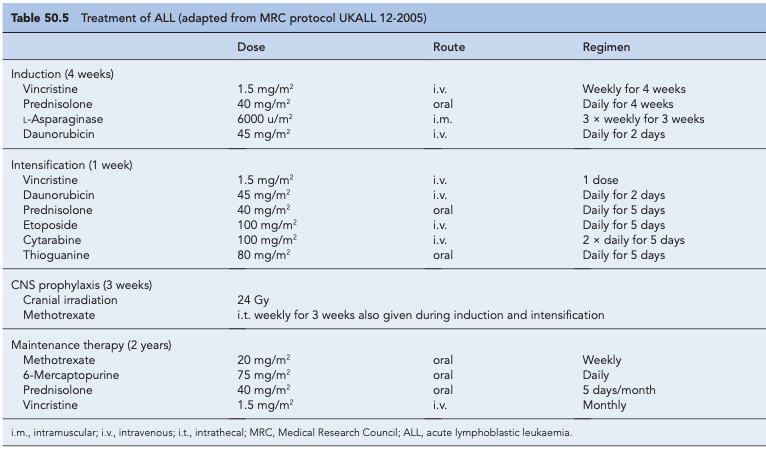 Table 50.5 Treatment of ALL (adapted from MRC protocol UKALL 12-2005)
Dose Route Regimen
Induction (4 weeks)
Vincristine 1.5 mg/m² i.v. Weekly for 4 weeks
Prednisolone 40 mg/m² oral Daily for 4 weeks
L-Asparaginase 6000 u/m² i.m. 3 × weekly for 3 weeks
Daunorubicin 45 mg/m² i.v. Daily for 2 days
Intensification (1 week)
Vincristine 1.5 mg/m² i.v. 1 dose
Daunorubicin 45 mg/m² i.v. Daily for 2 days
Prednisolone 40 mg/m² oral Daily for 5 days
Etoposide 100 mg/m² i.v. Daily for 5 days
Cytarabine 100 mg/m² i.v. 2 × daily for 5 days
Thioguanine 80 mg/m² oral Daily for 5 days
CNS prophylaxis (3 weeks)
Cranial irradiation 24 Gy
Methotrexate i.t. weekly for 3 weeks also given during induction and intensification
Maintenance therapy (2 years)
Methotrexate 20 mg/m² oral Weekly
6-Mercaptopurine 75 mg/m² oral Daily
Prednisolone 40 mg/m² oral 5 days/month
Vincristine 1.5 mg/m² i.v. Monthly
i.m., intramuscular; i.v., intravenous; i.t., intrathecal; MRC, Medical Research Council; ALL, acute lymphoblastic leukaemia.